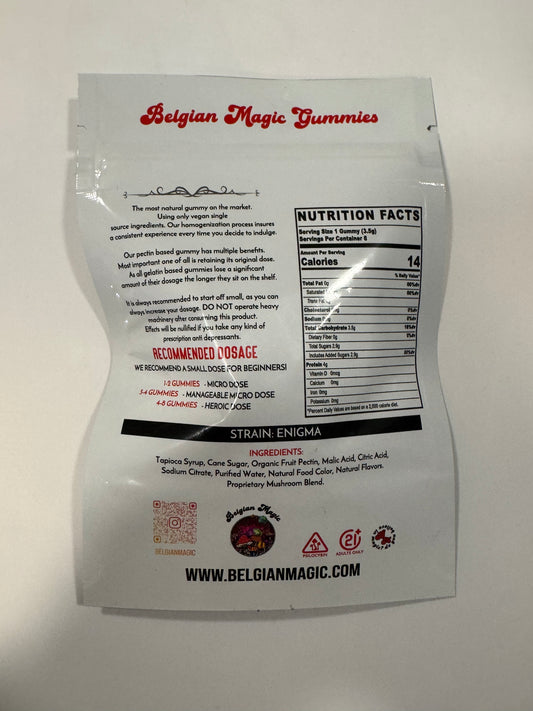 Belgian Magic Gummies
The most natural gummy on the market.
Using only vegan single
source ingredients. Our homogenization process insures
a consistent experience every time you decide to indulge.
Our pectin based gummy has multiple benefits.
Most important one of all is retaining its original dose.
As all gelatin based gummies lose a significant
amount of their dosage the longer they sit on the shelf.
It is always recommended to start off small, as you can
always increase your dosage. DO NOT operate heavy
machinery after consuming this product.
Effects will be nullified if you take any kind of
prescription anti depressants.
RECOMMENDED DOSAGE
WE RECOMMEND A SMALL DOSE FOR BEGINNERS!
1-2 GUMMIES - MICRO DOSE
3-4 GUMMIES - MANAGEABLE MICRO DOSE
4-8 GUMMIES - HEROIC DOSE
NUTRITION FACTS
Serving Size 1 Gummy (3.5g)
Servings Per Container 6
Amount Per Serving
Calories 14
% Daily Value*
Total Fat 0g
Saturated
Trans Fat
Cholesterol
Sodium
Total Carbohydrate 3.5g
Dietary Fiber 0g
Total Sugars 2.9g
Includes Added Sugars 2.9g
Protein
Vitamin D 0mcg
Calcium 0mg
Iron 0mg
Potassium 0mg
*Percent Daily Values are based on a 2,000 calorie diet.
STRAIN: ENIGMA
INGREDIENTS:
Tapioca Syrup, Cane Sugar, Organic Fruit Pectin, Malic Acid, Citric Acid,
Sodium Citrate, Purified Water, Natural Food Color, Natural Flavors.
Proprietary Mushroom Blend.
BELGIANMAGIC
Belgian Magic
PSILOCYBIN
21+
ADULTS ONLY
WWW.BELGIANMAGIC.COM